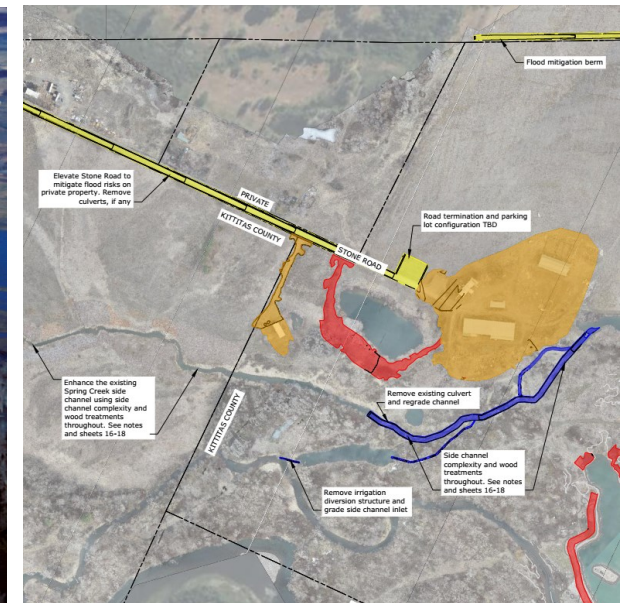 Flood mitigation berm
Elevate Stone Road to
mitigate flood risks on
private property. Remove
culverts, if any
PRIVATE
KITTITAS COUNTY
STONE ROAD
Road termination and parking
lot configuration TBD
Enhance the existing
Spring Creek side
channel using side
channel complexity and
wood treatments
throughout. See notes
and sheets 16-18
KITTITAS COUNTY
Remove existing culvert
and regrade channel
Side channel
complexity and wood
treatments
throughout. See notes
and sheets 16-18
Remove irrigation
diversion structure and
grade side channel inlet